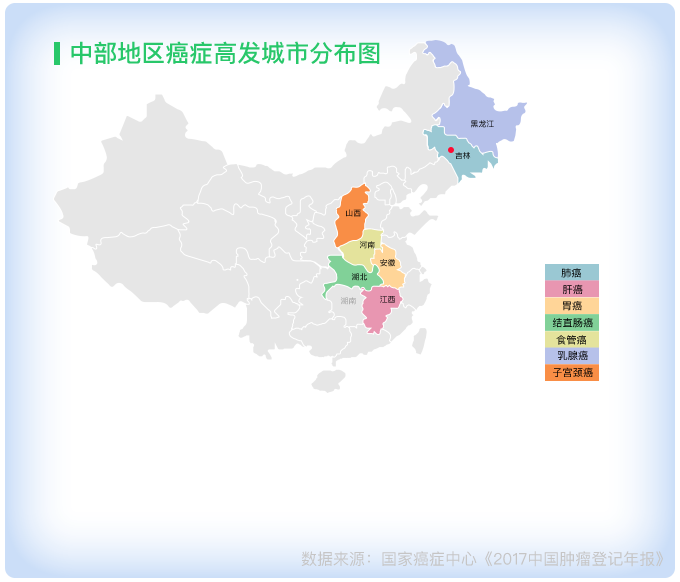 中部地区癌症高发城市分布图
黑龙江
吉林
山西
河南
安徽
湖北
湖南
江西
肺癌
肝癌
胃癌
结直肠癌
食管癌
乳腺癌
子宫颈癌
数据来源：国家癌症中心《2017中国肿瘤登记年报》